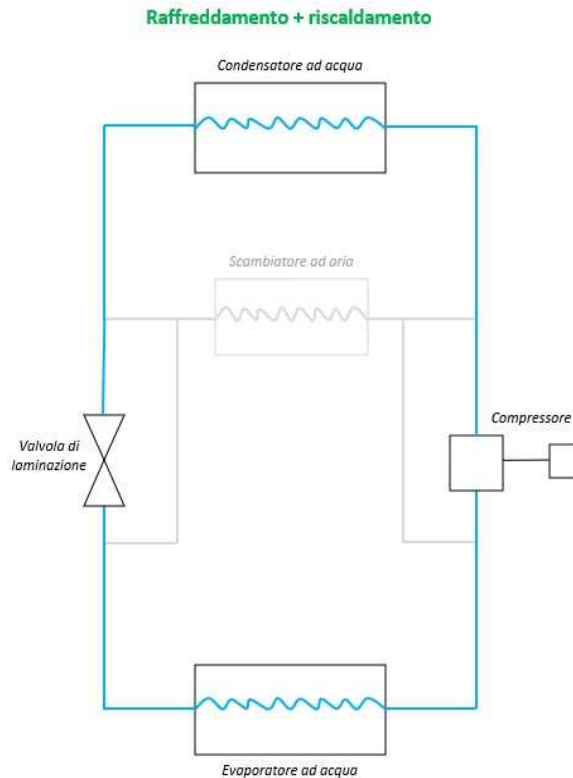 Raffreddamento + riscaldamento
Condensatore ad acqua
Scambiatore ad aria
Compressore
Valvola di
laminazione
Evaporatore ad acqua